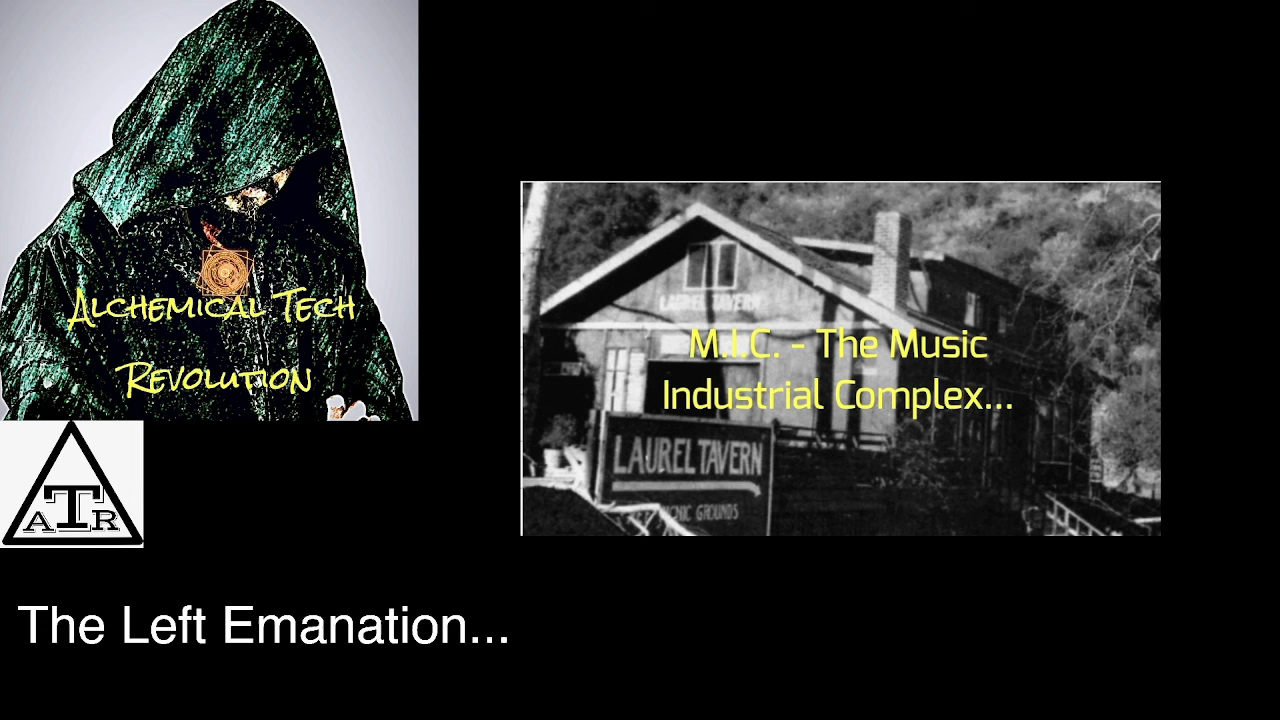 Alchemical Tech
Revolution
LAUREL TAVERN
M.I.C. - The Music
Industrial Complex...
LAUREL TAVERN
PICNIC GROUNDS
ATR
The Left Emanation...